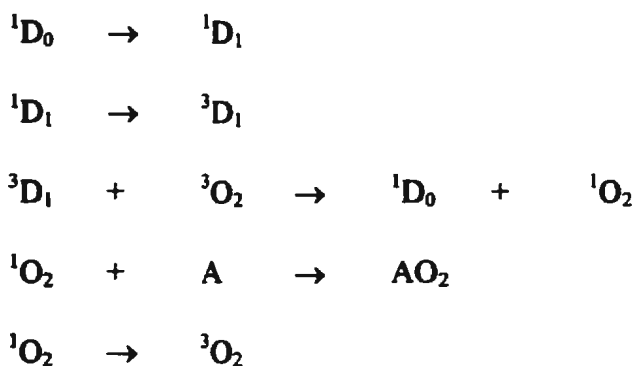 ¹D₀ → ¹D₁
¹D₁ → ³D₁
³D₁ + ³O₂ → ¹D₀ + ¹O₂
¹O₂ + A → AO₂
¹O₂ → ³O₂